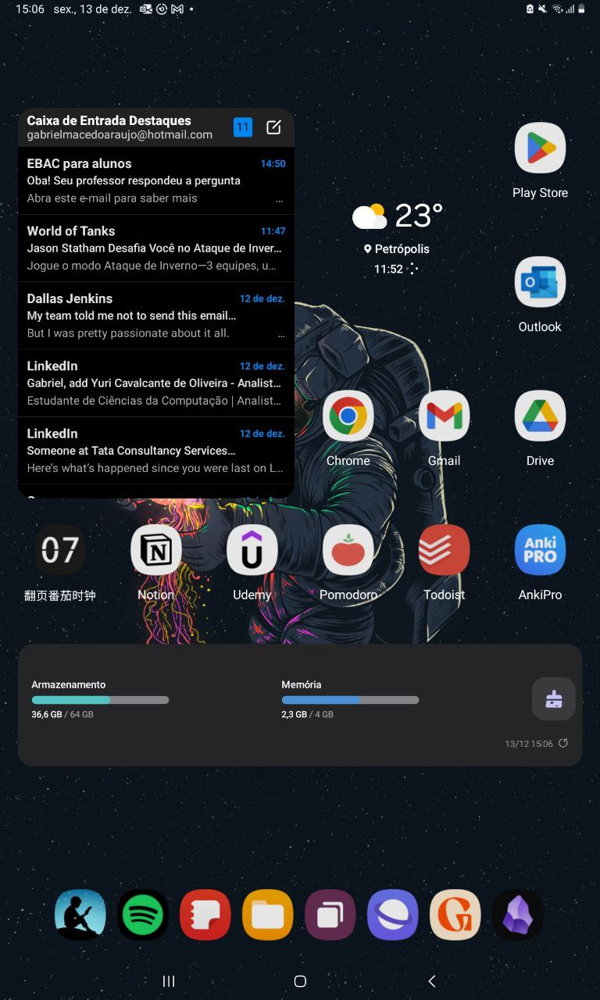 15:06 sex., 13 de dez.
Caixa de Entrada Destaques
gabrielmacedoaraujo@hotmail.com
11
EBAC para alunos 14:50
Oba! Seu professor respondeu a pergunta
Abra este e-mail para saber mais ...
World of Tanks 11:47
Jason Statham Desafia Você no Ataque de Inver...
Jogue o modo Ataque de Inverno—3 equipes, u...
Dallas Jenkins 12 de dez.
My team told me not to send this email...
But I was pretty passionate about it all. ...
LinkedIn 12 de dez.
Gabriel, add Yuri Cavalcante de Oliveira - Analist...
Estudante de Ciências da Computação | Analist...
LinkedIn 12 de dez.
Someone at Tata Consultancy Services...
Here's what's happened since you were last on L...
23°
Petrópolis
11:52
Play Store
Outlook
Chrome
Gmail
Drive
07
翻页番茄时钟
Notion
Udemy
Pomodoro
Todoist
Anki
PRO
AnkiPro
Armazenamento
36,6 GB / 64 GB
Memória
2,3 GB / 4 GB
13/12 15:06